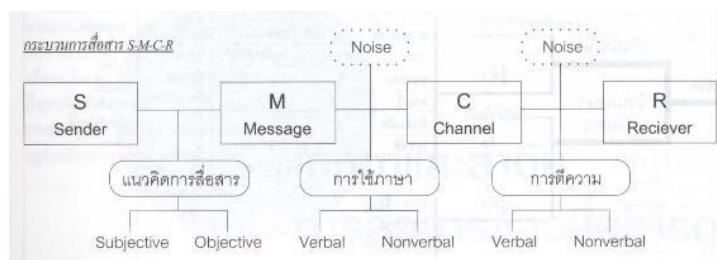 กระบวนการสื่อสาร S-M-C-R
Noise
Noise
S
Sender
M
Message
C
Channel
R
Reciever
แนวคิดการสื่อสาร
การใช้ภาษา
การตีความ
Subjective
Objective
Verbal
Nonverbal
Verbal
Nonverbal